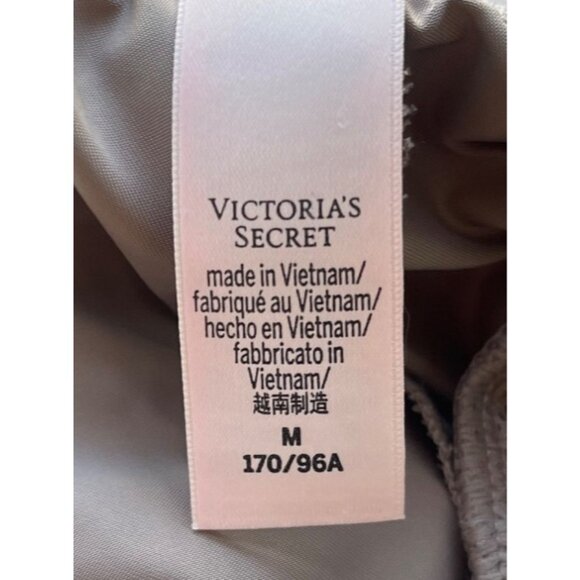 VICTORIA'S
SECRET
made in Vietnam/
fabriqué au Vietnam/
hecho en Vietnam/
fabbricato in
Vietnam/
越南制造
M
170/96A